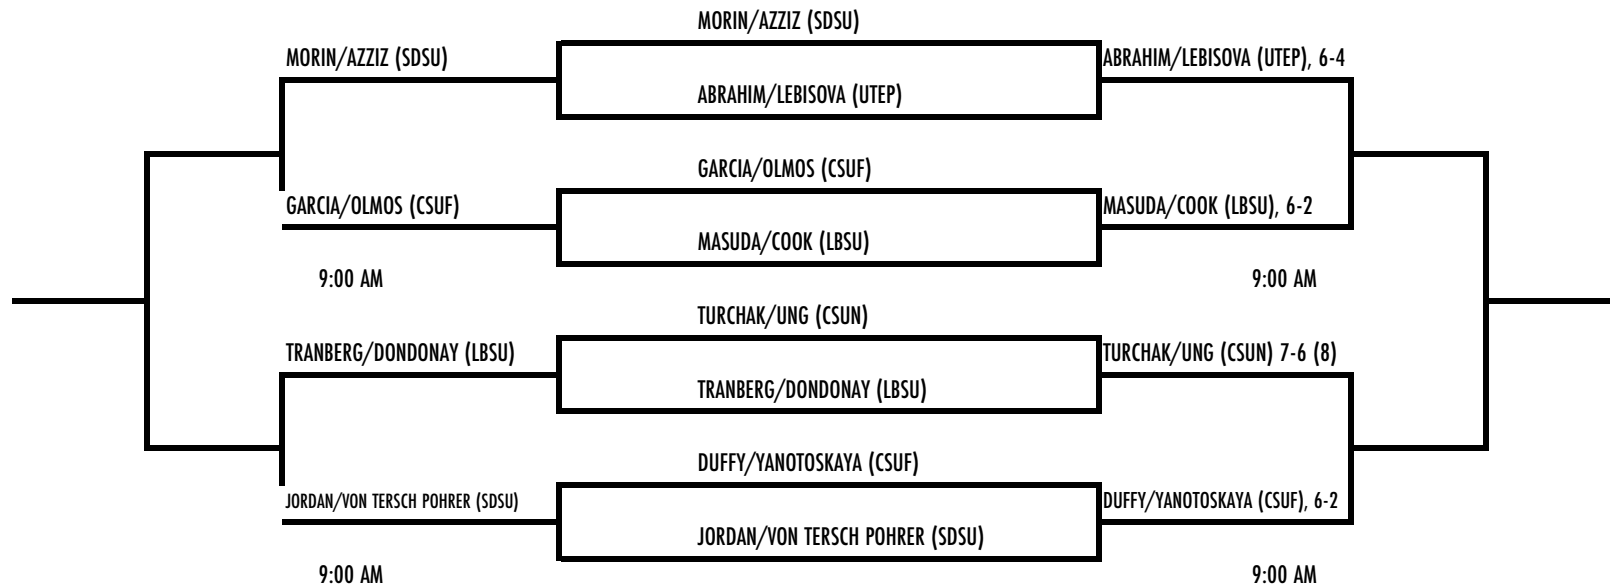 MORIN/AZZIZ (SDSU)
MORIN/AZZIZ (SDSU)
ABRAHIM/LEBISOVA (UTEP), 6-4
ABRAHIM/LEBISOVA (UTEP)
GARCIA/OLMOS (CSUF)
GARCIA/OLMOS (CSUF)
MASUDA/COOK (LBSU), 6-2
MASUDA/COOK (LBSU)
9:00 AM
9:00 AM
TURCHAK/UNG (CSUN)
TRANBERG/DONDONAY (LBSU)
TURCHAK/UNG (CSUN) 7-6 (8)
TRANBERG/DONDONAY (LBSU)
DUFFY/YANOTOSKAYA (CSUF)
JORDAN/VON TERSCH POHRER (SDSU)
DUFFY/YANOTOSKAYA (CSUF), 6-2
JORDAN/VON TERSCH POHRER (SDSU)
9:00 AM
9:00 AM